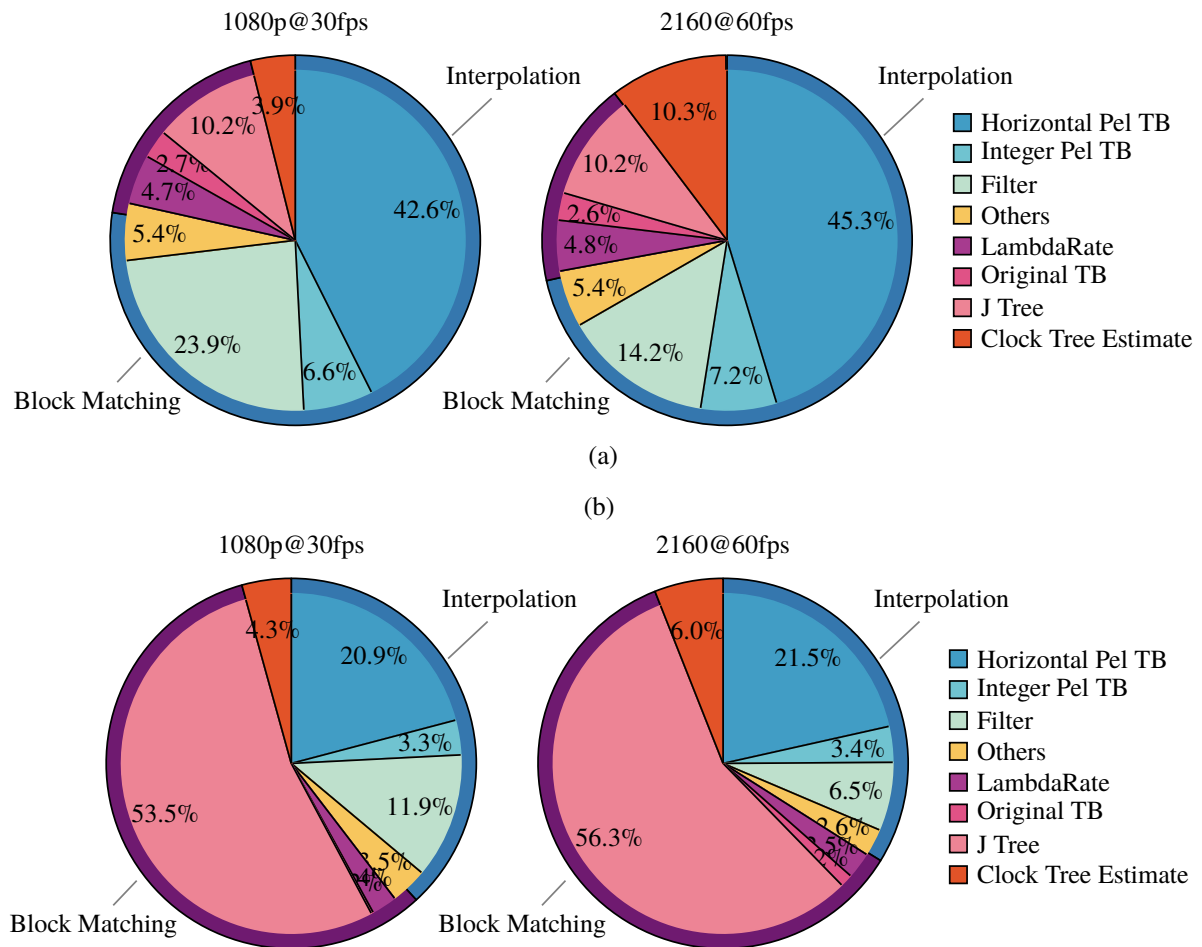 1080p@30fps
2160@60fps
Interpolation
Interpolation
3.9%
10.2%
2.7%
4.7%
5.4%
42.6%
23.9%
6.6%
Block Matching
10.3%
10.2%
2.6%
4.8%
5.4%
45.3%
14.2%
7.2%
Block Matching
Horizontal Pel TB
Integer Pel TB
Filter
Others
LambdaRate
Original TB
J Tree
Clock Tree Estimate
(a)
(b)
1080p@30fps
2160@60fps
Interpolation
Interpolation
4.3%
20.9%
3.3%
11.9%
53.5%
Block Matching
6.0%
21.5%
3.4%
6.5%
2.6%
56.3%
Block Matching
Horizontal Pel TB
Integer Pel TB
Filter
Others
LambdaRate
Original TB
J Tree
Clock Tree Estimate